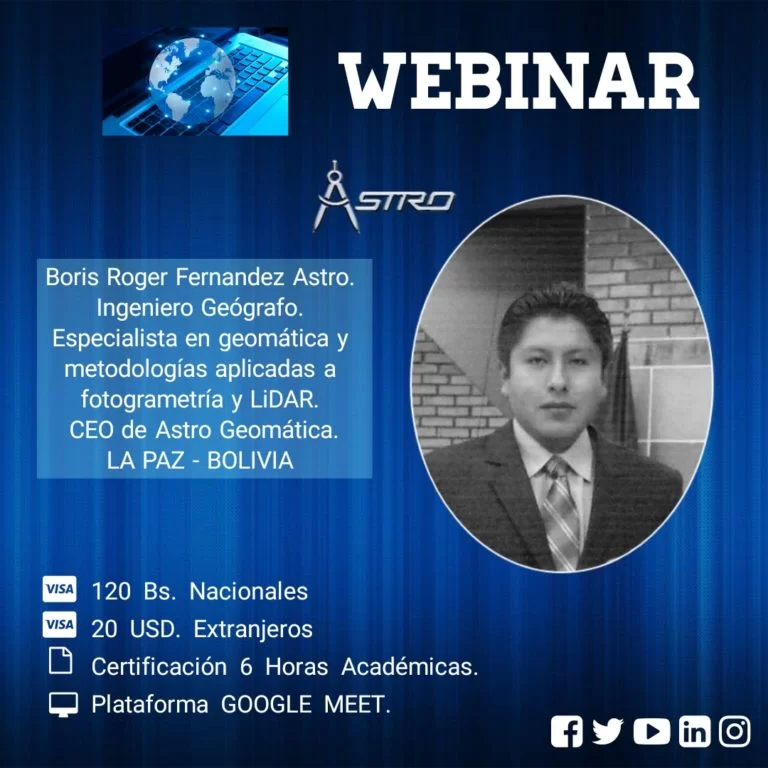 WEBINAR
ASTRO
Boris Roger Fernandez Astro.
Ingeniero Geógrafo.
Especialista en geomática y
metodologías aplicadas a
fotogrametría y LiDAR.
CEO de Astro Geomática.
LA PAZ - BOLIVIA
VISA 120 Bs. Nacionales
VISA 20 USD. Extranjeros
Certificación 6 Horas Académicas.
Plataforma GOOGLE MEET.